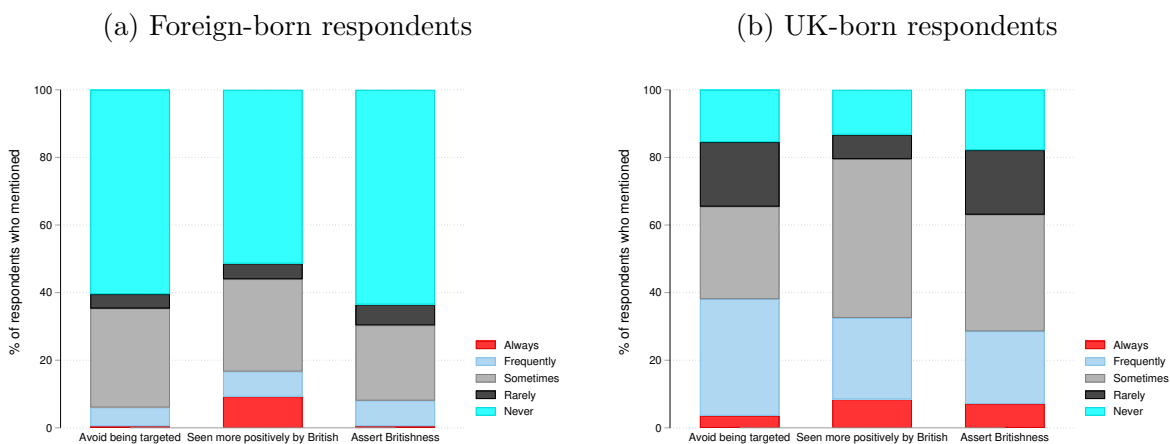 (a) Foreign-born respondents
% of respondents who mentioned
100
80
60
40
20
0
Avoid being targeted
Seen more positively by British
Assert Britishness
Always
Frequently
Sometimes
Rarely
Never
(b) UK-born respondents
% of respondents who mentioned
100
80
60
40
20
0
Avoid being targeted
Seen more positively by British
Assert Britishness
Always
Frequently
Sometimes
Rarely
Never